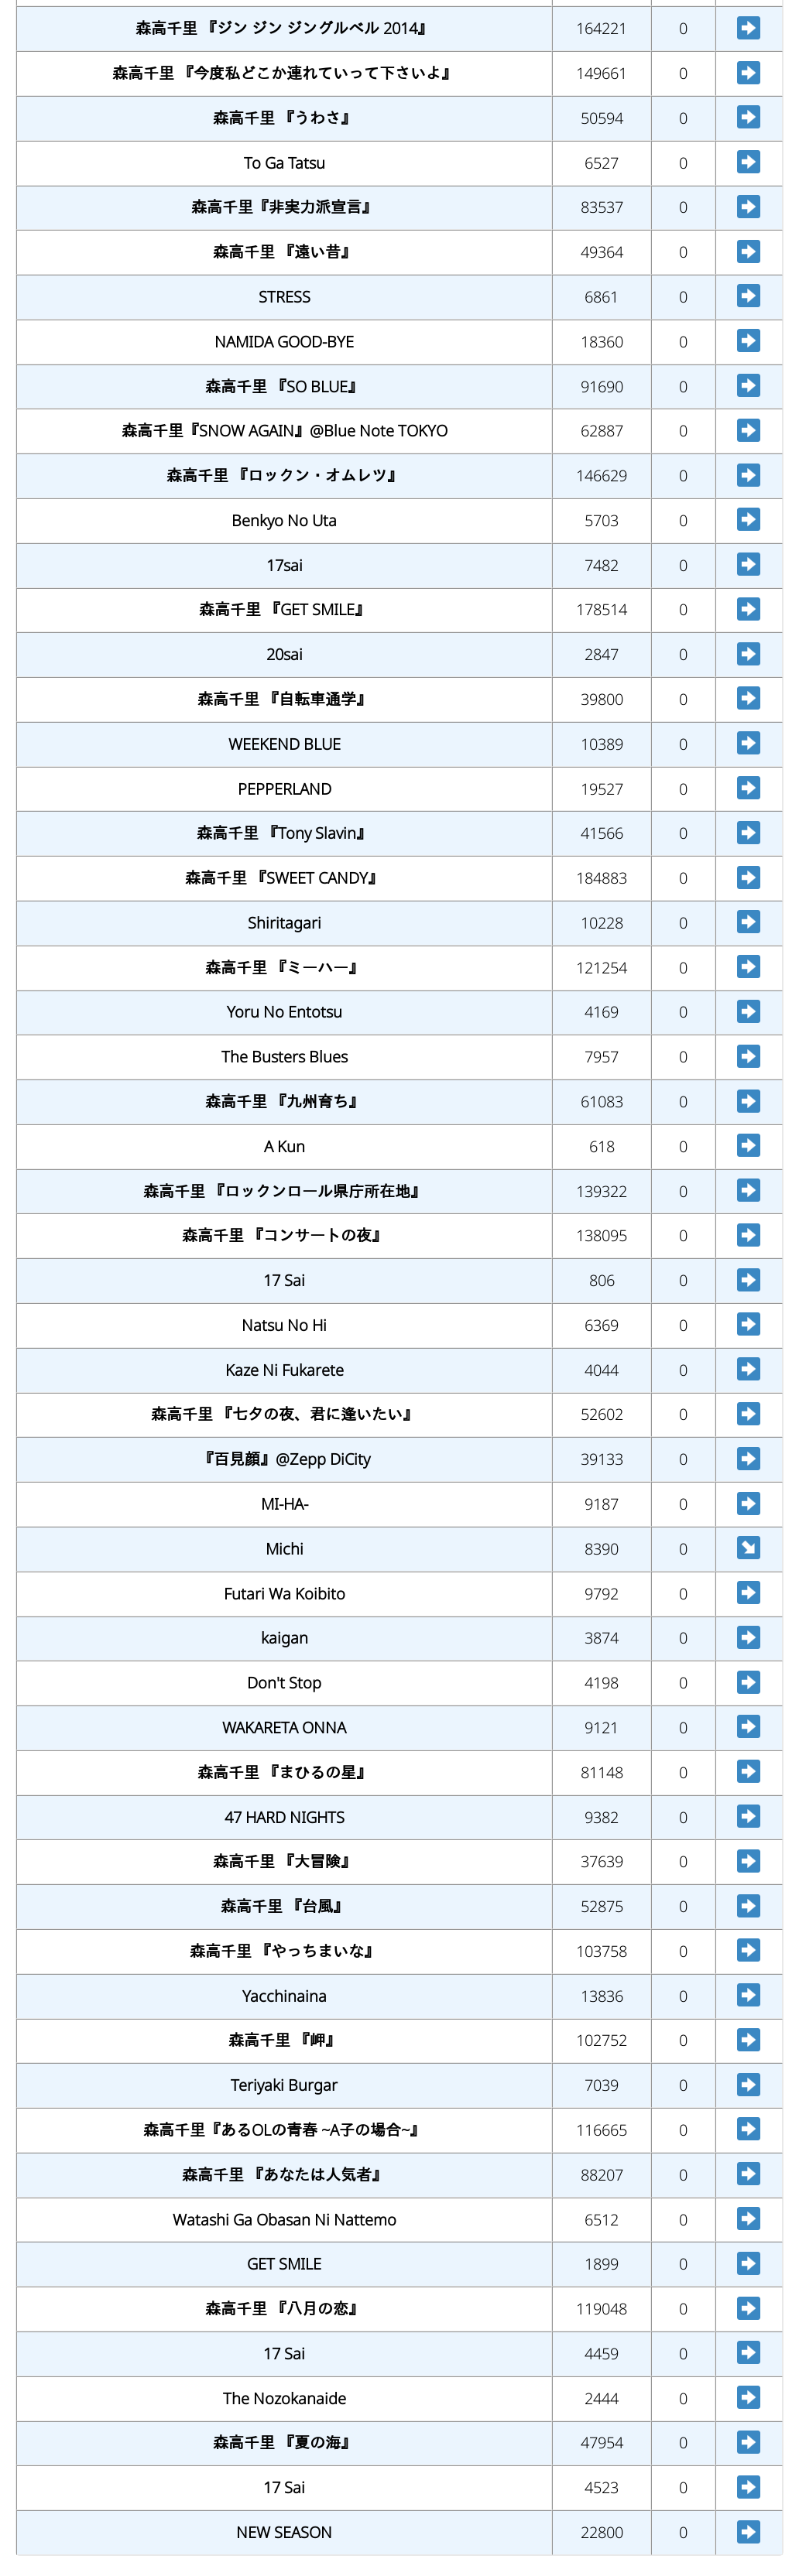 森高千里 『ジン ジン ジングルベル 2014』 164221 0
森高千里 『今度私どこか連れていって下さいよ』 149661 0
森高千里 『うわさ』 50594 0
To Ga Tatsu 6527 0
森高千里『非実力派宣言』 83537 0
森高千里 『遠い昔』 49364 0
STRESS 6861 0
NAMIDA GOOD-BYE 18360 0
森高千里 『SO BLUE』 91690 0
森高千里『SNOW AGAIN』@Blue Note TOKYO 62887 0
森高千里 『ロックン・オムレツ』 146629 0
Benkyo No Uta 5703 0
17sai 7482 0
森高千里 『GET SMILE』 178514 0
20sai 2847 0
森高千里 『自転車通学』 39800 0
WEEKEND BLUE 10389 0
PEPPERLAND 19527 0
森高千里 『Tony Slavin』 41566 0
森高千里 『SWEET CANDY』 184883 0
Shiritagari 10228 0
森高千里 『ミーハー』 121254 0
Yoru No Entotsu 4169 0
The Busters Blues 7957 0
森高千里 『九州育ち』 61083 0
A Kun 618 0
森高千里 『ロックンロール県庁所在地』 139322 0
森高千里 『コンサートの夜』 138095 0
17 Sai 806 0
Natsu No Hi 6369 0
Kaze Ni Fukarete 4044 0
森高千里 『七夕の夜、君に逢いたい』 52602 0
『百見顔』@Zepp DiCity 39133 0
MI-HA- 9187 0
Michi 8390 0
Futari Wa Koibito 9792 0
kaigan 3874 0
Don't Stop 4198 0
WAKARETA ONNA 9121 0
森高千里 『まひるの星』 81148 0
47 HARD NIGHTS 9382 0
森高千里 『大冒険』 37639 0
森高千里 『台風』 52875 0
森高千里 『やっちまいな』 103758 0
Yacchinaina 13836 0
森高千里 『岬』 102752 0
Teriyaki Burgar 7039 0
森高千里『あるOLの青春 ~A子の場合~』 116665 0
森高千里 『あなたは人気者』 88207 0
Watashi Ga Obasan Ni Nattemo 6512 0
GET SMILE 1899 0
森高千里 『八月の恋』 119048 0
17 Sai 4459 0
The Nozokanaide 2444 0
森高千里 『夏の海』 47954 0
17 Sai 4523 0
NEW SEASON 22800 0